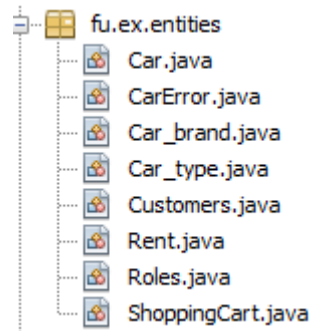 fu.ex.entities
Car.java
CarError.java
Car_brand.java
Car_type.java
Customers.java
Rent.java
Roles.java
ShoppingCart.java